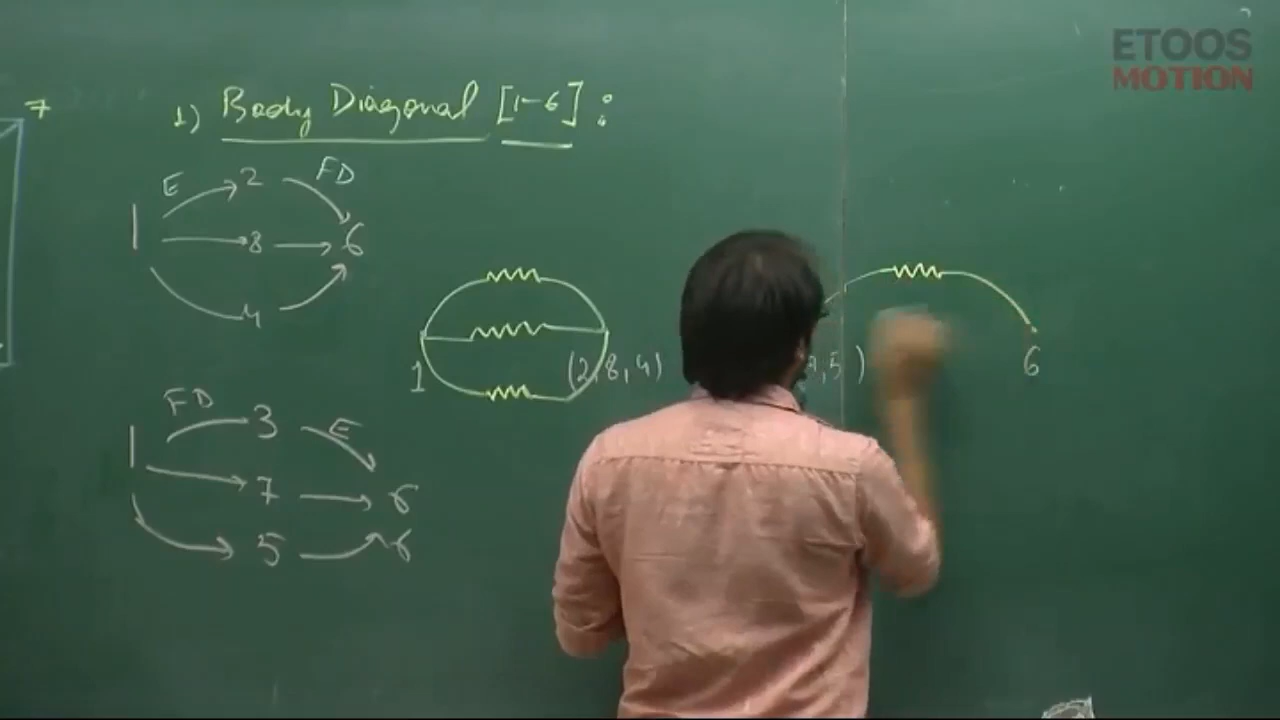 ETOOS
MOTION
7
1) Body Diagonal [1-6] :
E 2 FD
1 8 6
4
1 (2,8,4) ,5 ) 6
FD 3 E
1 7 6
5 6